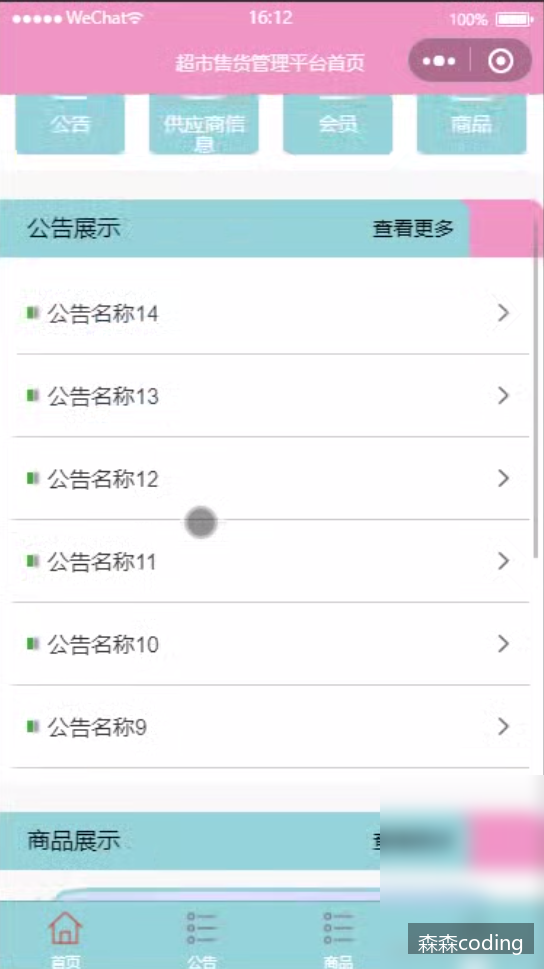 WeChat
16:12
100%
超市售货管理平台首页
公告
供应商信息
会员
商品
公告展示
查看更多
公告名称14
公告名称13
公告名称12
公告名称11
公告名称10
公告名称9
商品展示
首页
公告
商品
森森coding